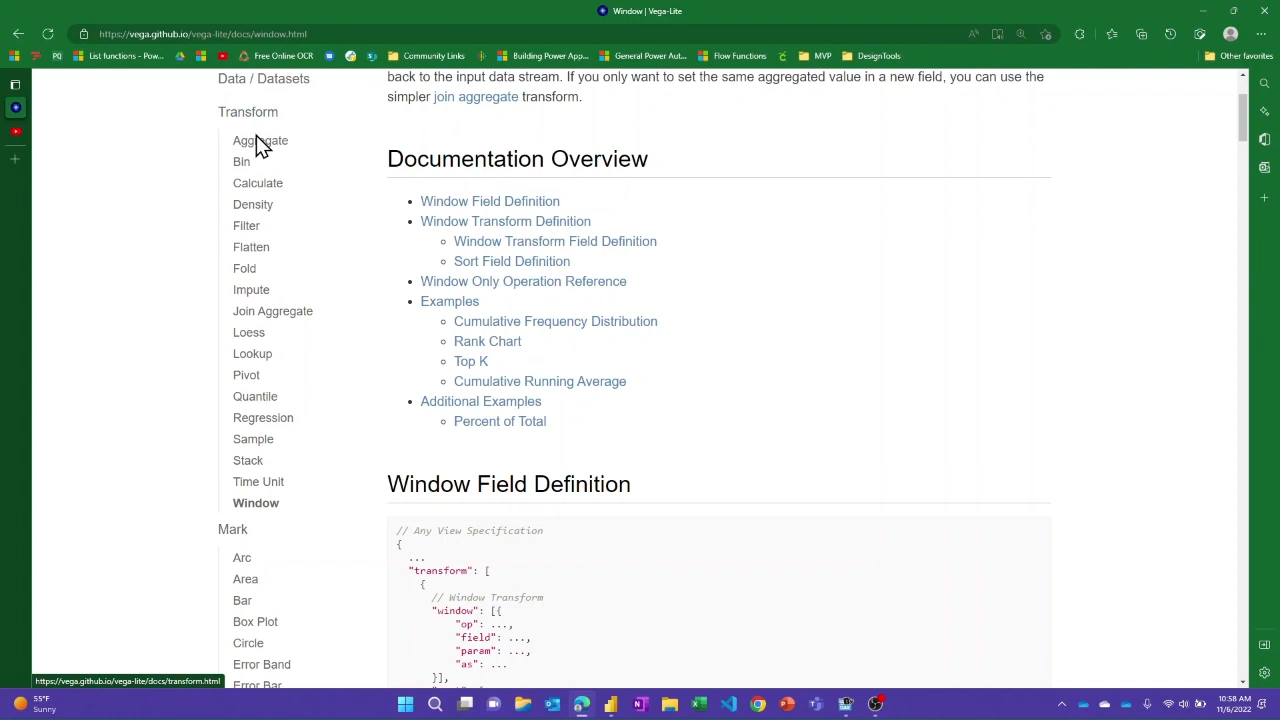 Window | Vega-Lite
https://vega.github.io/vega-lite/docs/window.html
List functions - Pow...
Free Online OCR
Community Links
Building Power App...
General Power Aut...
Flow Functions
MVP
DesignTools
Other favorites
Data / Datasets
Transform
Aggregate
Bin
Calculate
Density
Filter
Flatten
Fold
Impute
Join Aggregate
Loess
Lookup
Pivot
Quantile
Regression
Sample
Stack
Time Unit
Window
Mark
Arc
Area
Bar
Box Plot
Circle
Error Band
Error Bar
back to the input data stream. If you only want to set the same aggregated value in a new field, you can use the
simpler join aggregate transform.
Documentation Overview
Window Field Definition
Window Transform Definition
Window Transform Field Definition
Sort Field Definition
Window Only Operation Reference
Examples
Cumulative Frequency Distribution
Rank Chart
Top K
Cumulative Running Average
Additional Examples
Percent of Total
Window Field Definition
// Any View Specification
{
...
"transform": [
{
// Window Transform
"window": [{
"op": ...,
"field": ...,
"param": ...,
"as": ...
}],
https://vega.github.io/vega-lite/docs/transform.html
55°F
Sunny
10:58 AM
11/6/2022